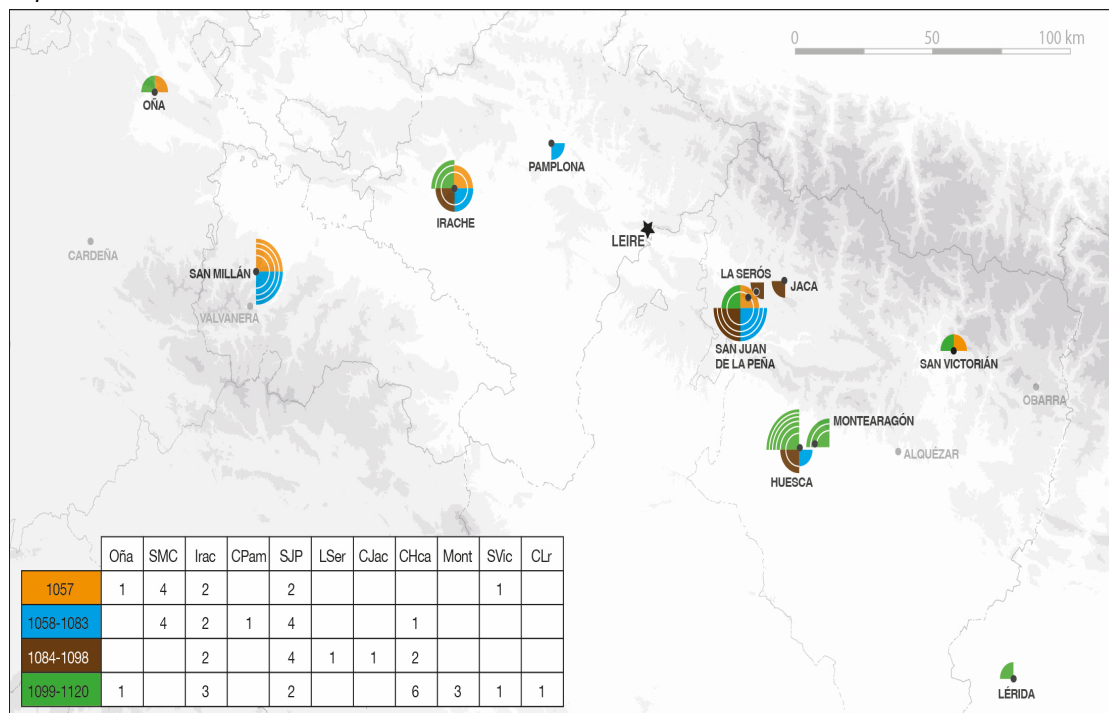 0 50 100 km
OÑA
PAMPLONA
IRACHE
CARDEÑA
LEIRE
SAN MILLÁN
LA SERÓS
JACA
VALVANERA
SAN JUAN
DE LA PEÑA
SAN VICTORIÁN
OBARRA
MONTEARAGÓN
ALQUÉZAR
HUESCA
Oña SMC Irac CPam SJP LSer CJac CHca Mont SVic CLr
1057 1 4 2 2 1
1058-1083 4 2 1 4 1
1084-1098 2 4 1 1 2
1099-1120 1 3 2 6 3 1 1
LÉRIDA